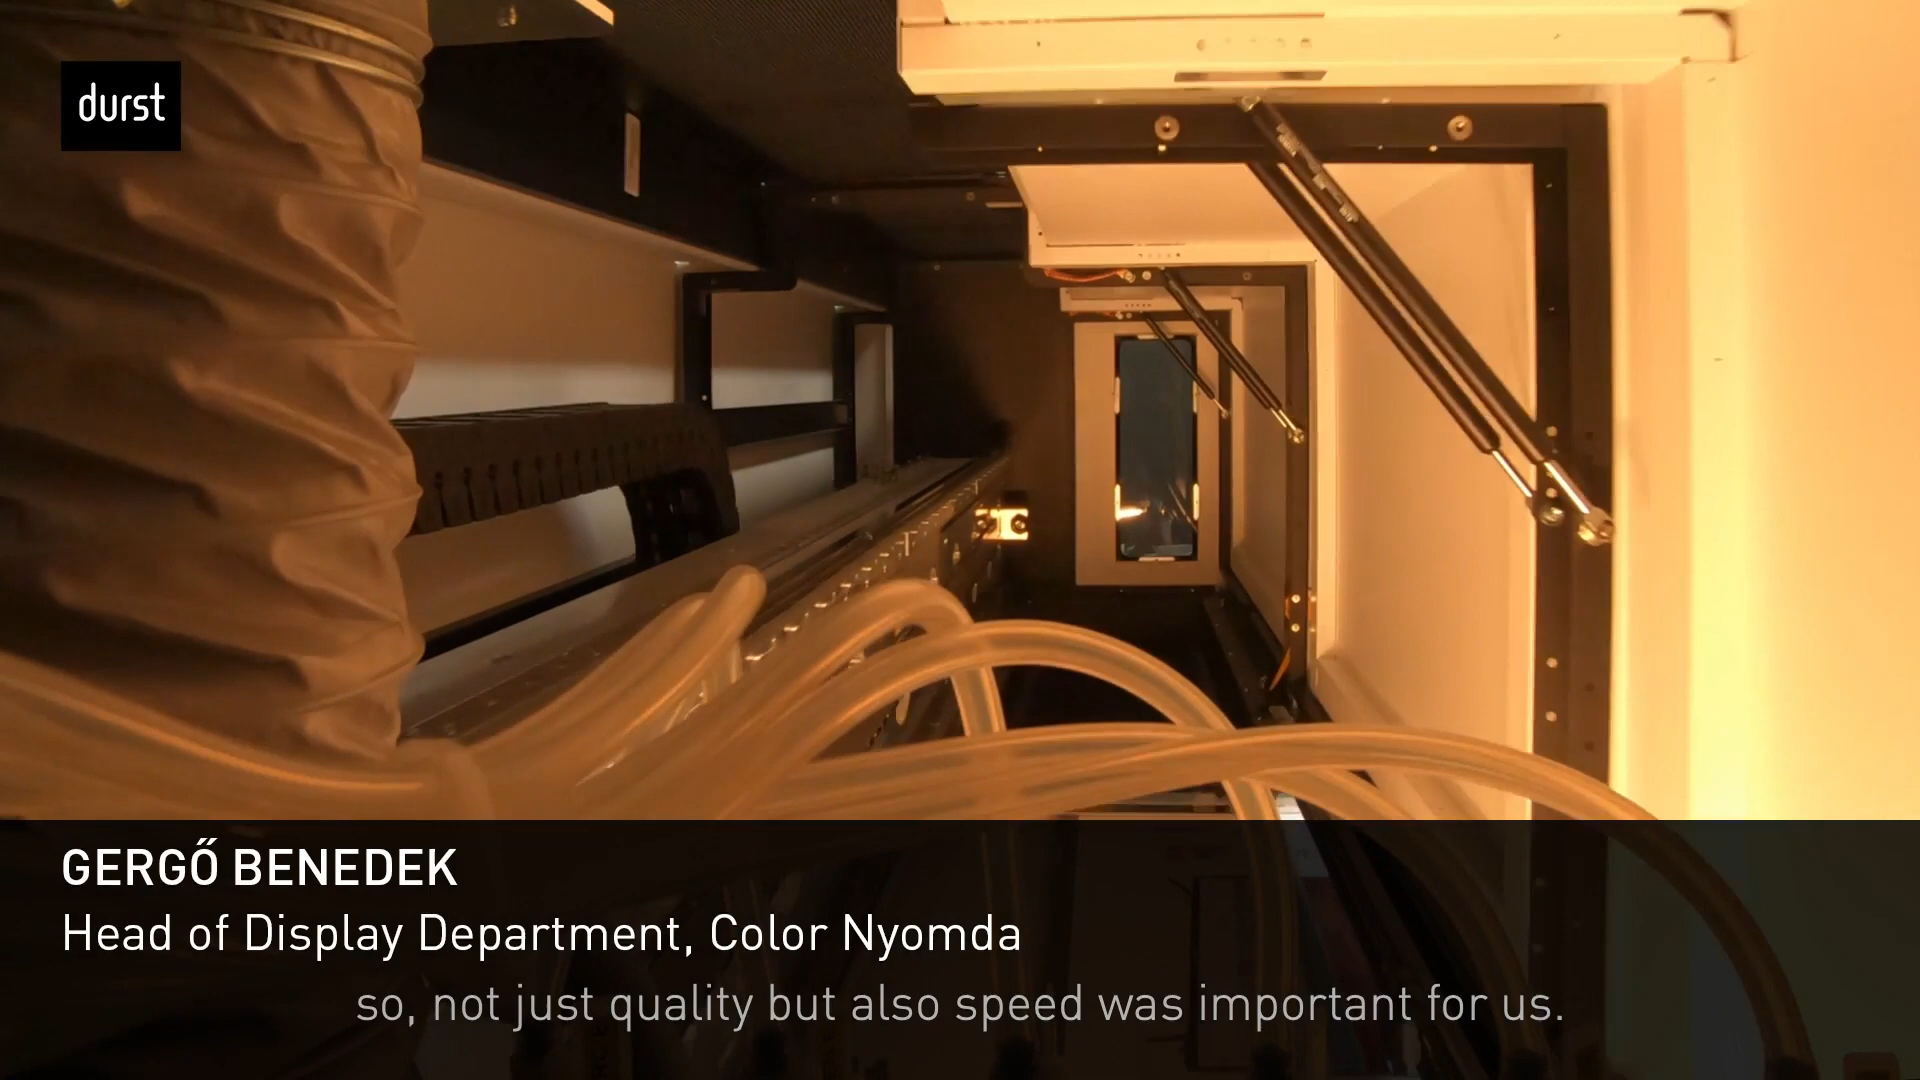 durst
GERGŐ BENEDEK
Head of Display Department, Color Nyomda
so, not just quality but also speed was important for us.